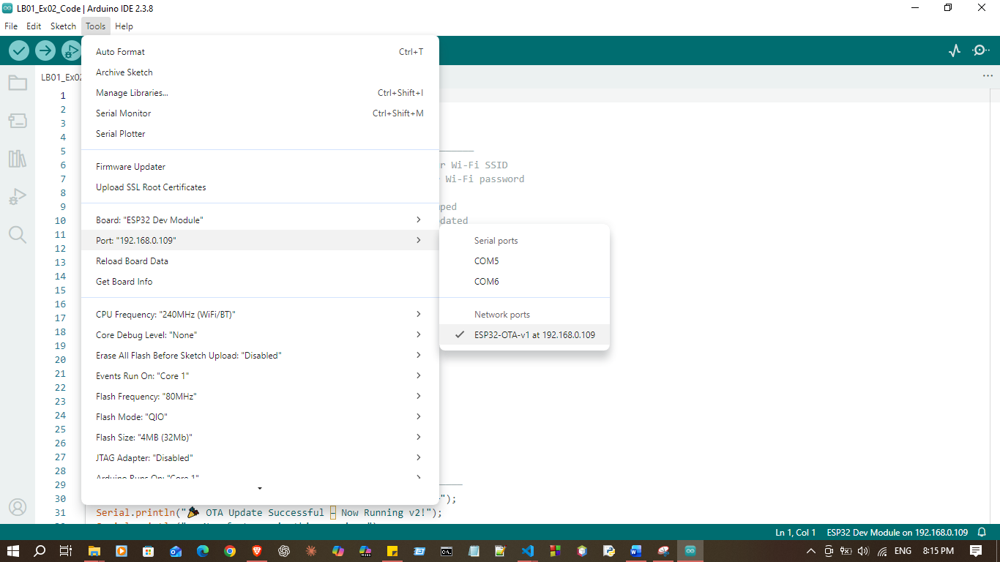 LB01_Ex02_Code | Arduino IDE 2.3.8
File Edit Sketch Tools Help
LB01_Ex02
Auto Format Ctrl+T
Archive Sketch
Manage Libraries... Ctrl+Shift+I
Serial Monitor Ctrl+Shift+M
Serial Plotter
Firmware Updater
Upload SSL Root Certificates
Board: "ESP32 Dev Module"
Port: "192.168.0.109"
Reload Board Data
Get Board Info
CPU Frequency: "240MHz (WiFi/BT)"
Core Debug Level: "None"
Erase All Flash Before Sketch Upload: "Disabled"
Events Run On: "Core 1"
Flash Frequency: "80MHz"
Flash Mode: "QIO"
Flash Size: "4MB (32Mb)"
JTAG Adapter: "Disabled"
Arduino Runs On: "Core 1"
Serial ports
COM5
COM6
Network ports
ESP32-OTA-v1 at 192.168.0.109
1
2
3
4
5
6 r Wi-Fi SSID
7 Wi-Fi password
8
9
10
11
12
13
14
15
16
17
18
19
20
21
22
23
24
25
26
27
28
29
30 ");
31 Serial.println("🎉 OTA Update Successful — Now Running v2!");
Ln 1, Col 1 ESP32 Dev Module on 192.168.0.109
ENG 8:15 PM